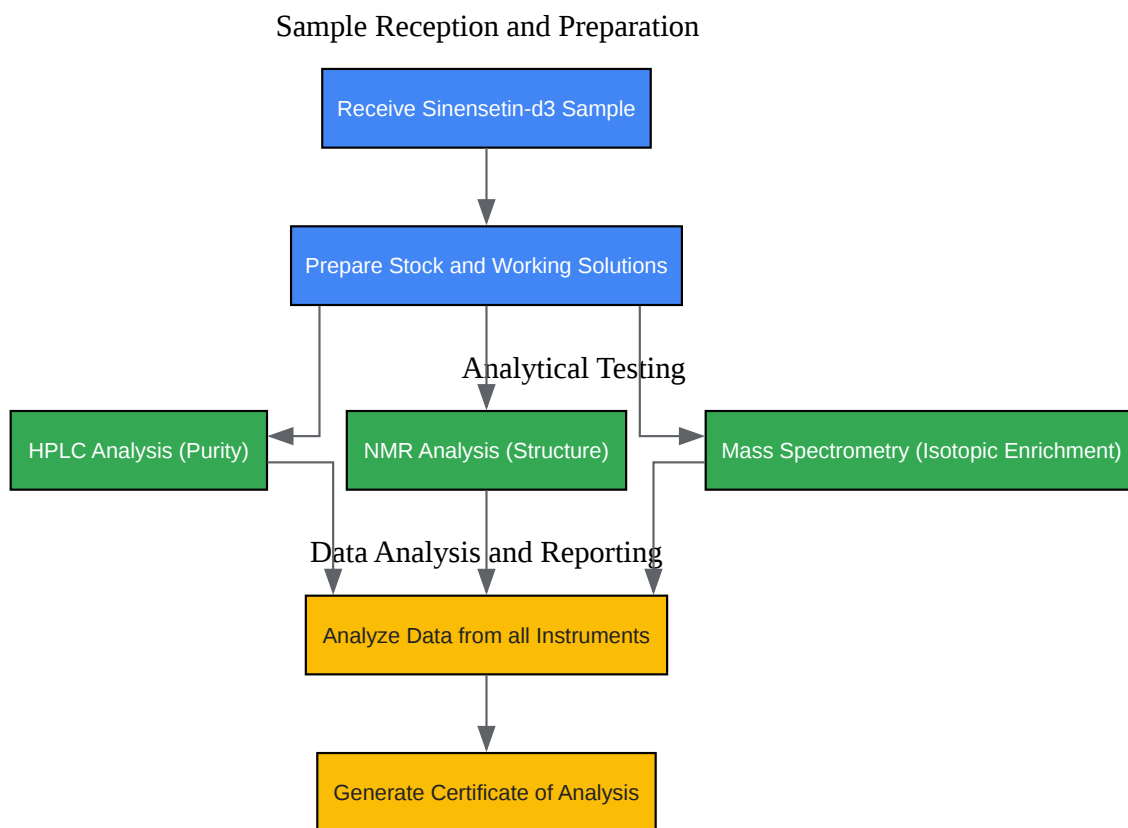 Sample Reception and Preparation
Receive Sinensetin-d3 Sample
Prepare Stock and Working Solutions
Analytical Testing
HPLC Analysis (Purity)
NMR Analysis (Structure)
Mass Spectrometry (Isotopic Enrichment)
Data Analysis and Reporting
Analyze Data from all Instruments
Generate Certificate of Analysis